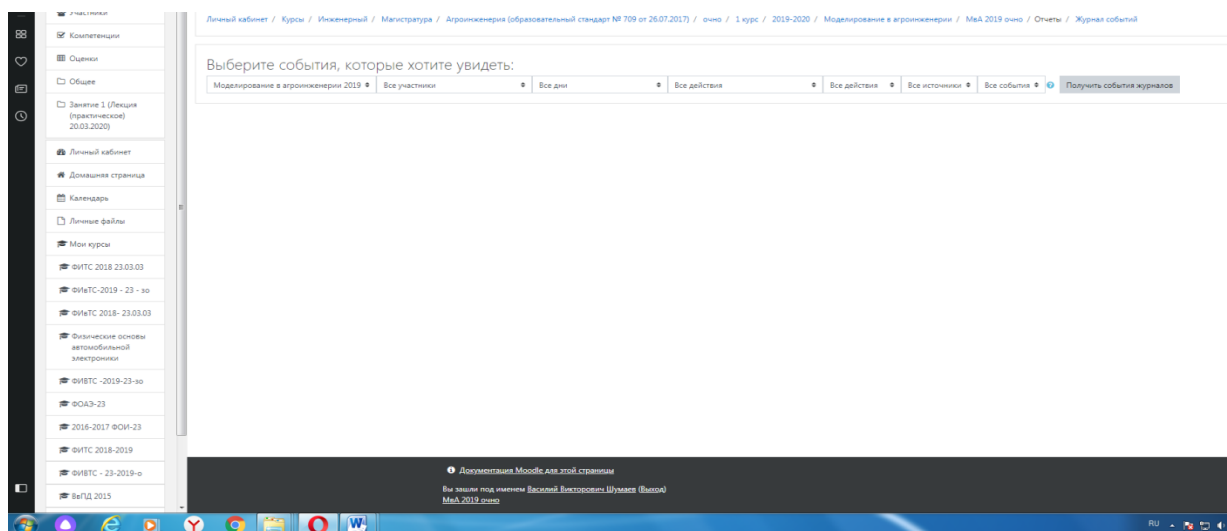 Участники
Компетенции
Оценки
Общее
Занятие 1 (Лекция
(практическое)
20.03.2020)
Личный кабинет
Домашняя страница
Календарь
Личные файлы
Мои курсы
ФИТС 2018 23.03.03
ФИвТС-2019 - 23 - зо
ФИвТС 2018- 23.03.03
Физические основы
автомобильной
электроники
ФИВТС -2019-23-зо
ФОАЭ-23
2016-2017 ФОИ-23
ФИТС 2018-2019
ФИВТС - 23-2019-о
ВвПД 2015
Личный кабинет / Курсы / Инженерный / Магистратура / Агроинженерия (образовательный стандарт № 709 от 26.07.2017) / очно / 1 курс / 2019-2020 / Моделирование в агроинженерии / МвА 2019 очно / Отчеты / Журнал событий
Выберите события, которые хотите увидеть:
Моделирование в агроинженерии 2019 Все участники Все дни Все действия Все действия Все источники Все события Получить события журналов
Документация Moodle для этой страницы
Вы зашли под именем Василий Викторович Шумаев (Выход)
МвА 2019 очно
RU